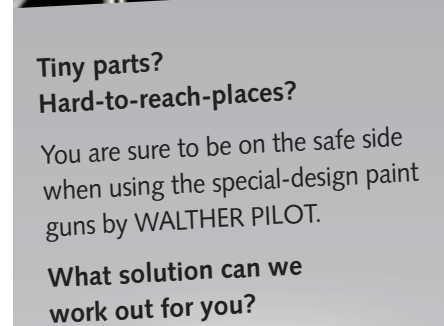 Tiny parts?
Hard-to-reach-places?
You are sure to be on the safe side
when using the special-design paint
guns by WALTHER PILOT.
What solution can we
work out for you?